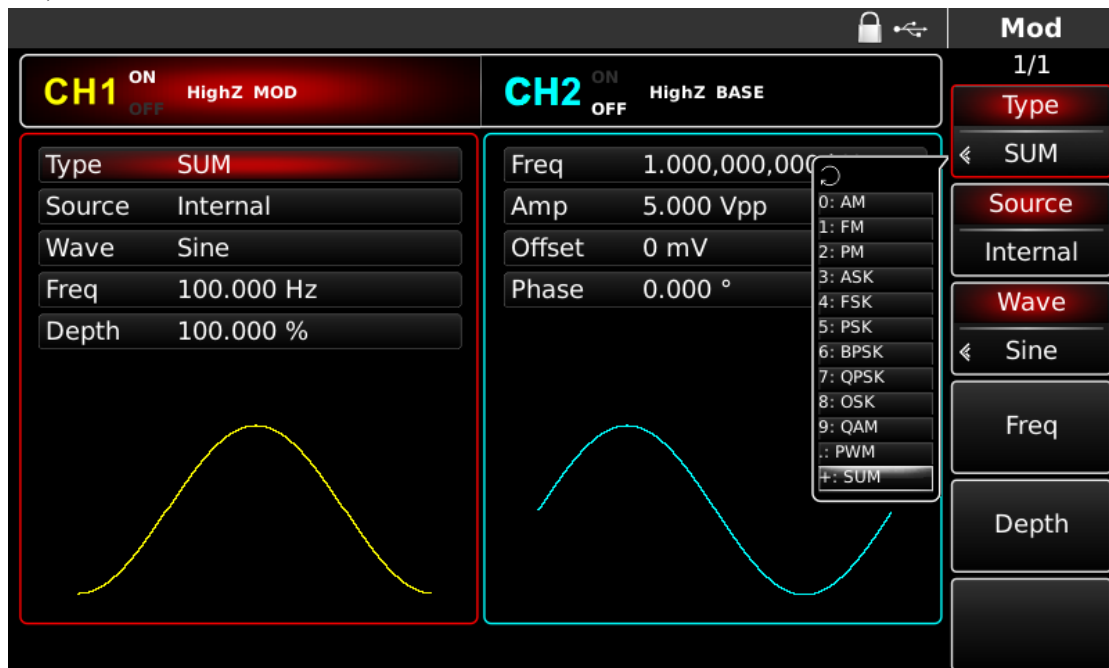 Mod
1/1
CH1 ON OFF HighZ MOD
CH2 ON OFF HighZ BASE
Type SUM
Source Internal
Wave Sine
Freq 100.000 Hz
Depth 100.000 %
Freq 1.000,000,000
Amp 5.000 Vpp
Offset 0 mV
Phase 0.000 °
0: AM
1: FM
2: PM
3: ASK
4: FSK
5: PSK
6: BPSK
7: QPSK
8: OSK
9: QAM
.: PWM
+: SUM
Type
SUM
Source
Internal
Wave
Sine
Freq
Depth